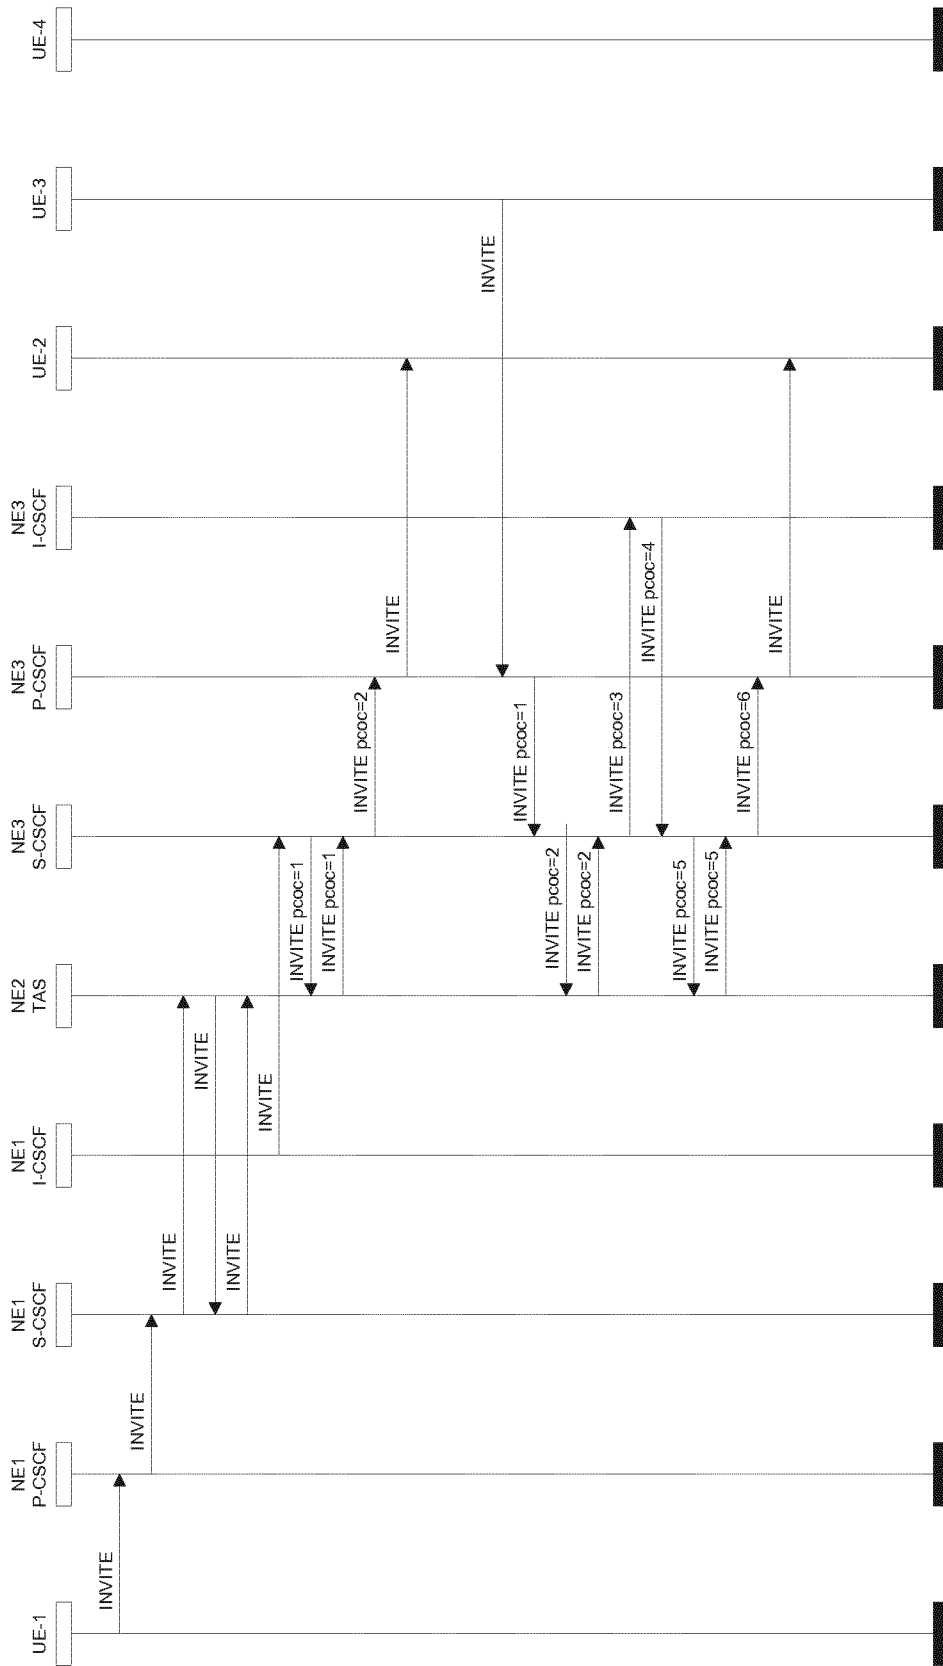 UE-1
NE1
P-CSCF
NE1
S-CSCF
NE1
I-CSCF
NE2
TAS
NE3
S-CSCF
NE3
P-CSCF
NE3
I-CSCF
UE-2
UE-3
UE-4
INVITE
INVITE
INVITE
INVITE
INVITE
INVITE
INVITE pcoc=1
INVITE pcoc=1
INVITE pcoc=2
INVITE
INVITE
INVITE pcoc=1
INVITE pcoc=2
INVITE pcoc=2
INVITE pcoc=3
INVITE pcoc=4
INVITE pcoc=5
INVITE pcoc=5
INVITE pcoc=6
INVITE